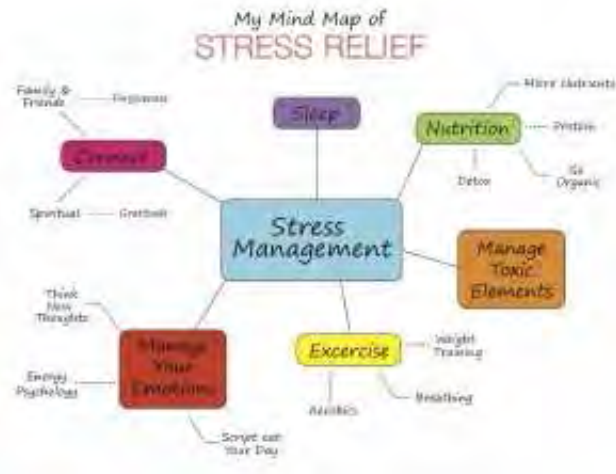 My Mind Map of
STRESS RELIEF
Family &
Friends
Forgiveness
Connect
Spiritual
Gratitude
Sleep
Micro Nutrients
Nutrition
Protein
Detox
Go
Organic
Stress
Management
Manage
Toxic
Elements
Think
New
Thoughts
Manage
Your
Emotions
Energy
Psychology
Script out
Your Day
Excercise
Weight
Training
Aerobics
Breathing